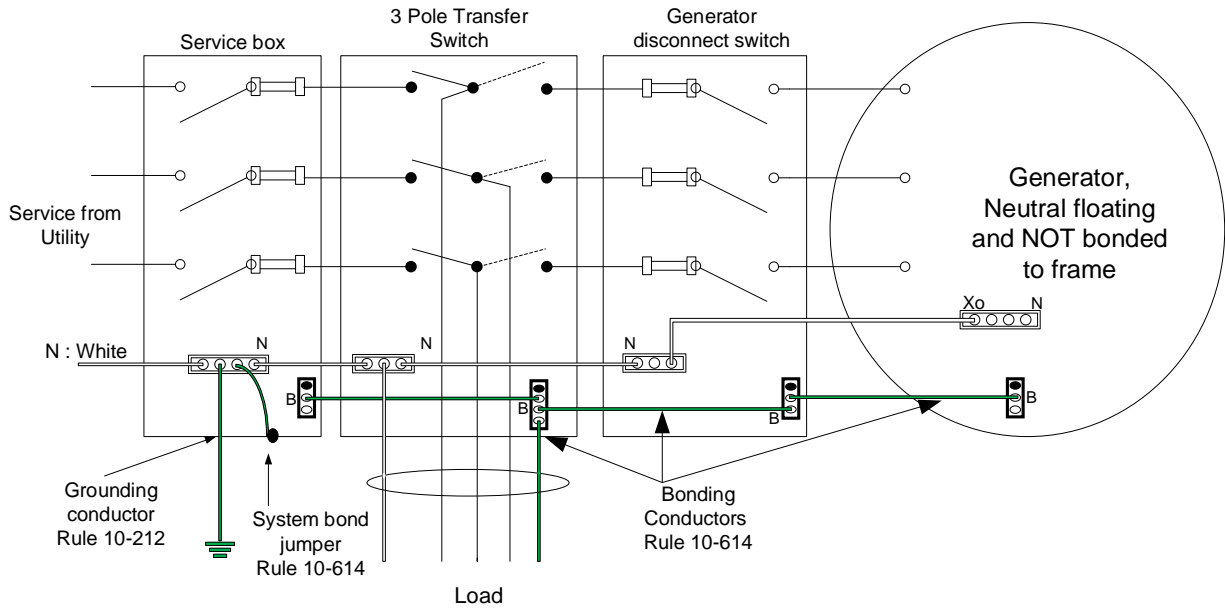 3 Pole Transfer
Switch
Generator
disconnect switch
Service box
Service from
Utility
Generator,
Neutral floating
and NOT bonded
to frame
Xo
N
N : White
N
N
N
B
B
B
B
Grounding
conductor
Rule 10-212
System bond
jumper
Rule 10-614
Bonding
Conductors
Rule 10-614
Load